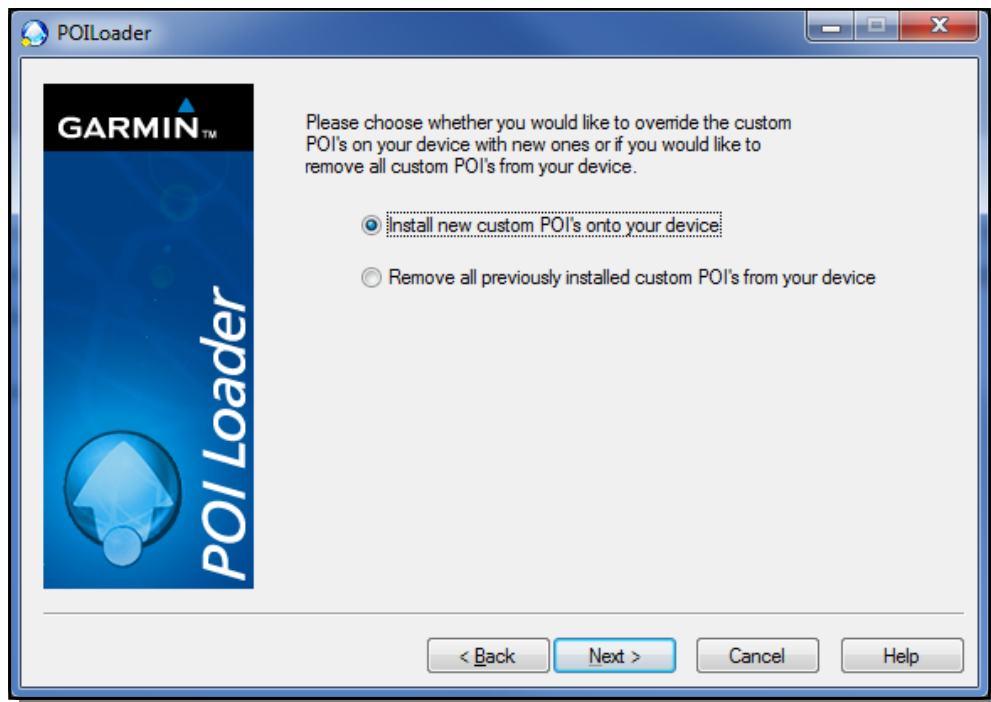 POILoader
GARMIN™
POI Loader
Please choose whether you would like to override the custom
POI's on your device with new ones or if you would like to
remove all custom POI's from your device.
Install new custom POI's onto your device
Remove all previously installed custom POI's from your device
< Back
Next >
Cancel
Help